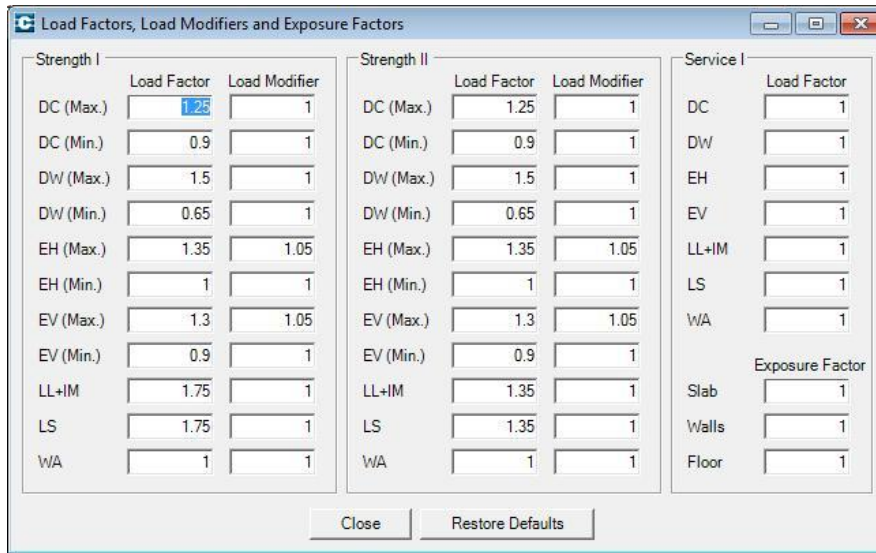 Load Factors, Load Modifiers and Exposure Factors
Strength I
Load Factor Load Modifier
DC (Max.) 1.25 1
DC (Min.) 0.9 1
DW (Max.) 1.5 1
DW (Min.) 0.65 1
EH (Max.) 1.35 1.05
EH (Min.) 1 1
EV (Max.) 1.3 1.05
EV (Min.) 0.9 1
LL+IM 1.75 1
LS 1.75 1
WA 1 1
Strength II
Load Factor Load Modifier
DC (Max.) 1.25 1
DC (Min.) 0.9 1
DW (Max.) 1.5 1
DW (Min.) 0.65 1
EH (Max.) 1.35 1.05
EH (Min.) 1 1
EV (Max.) 1.3 1.05
EV (Min.) 0.9 1
LL+IM 1.35 1
LS 1.35 1
WA 1 1
Service I
Load Factor
DC 1
DW 1
EH 1
EV 1
LL+IM 1
LS 1
WA 1
Exposure Factor
Slab 1
Walls 1
Floor 1
Close Restore Defaults